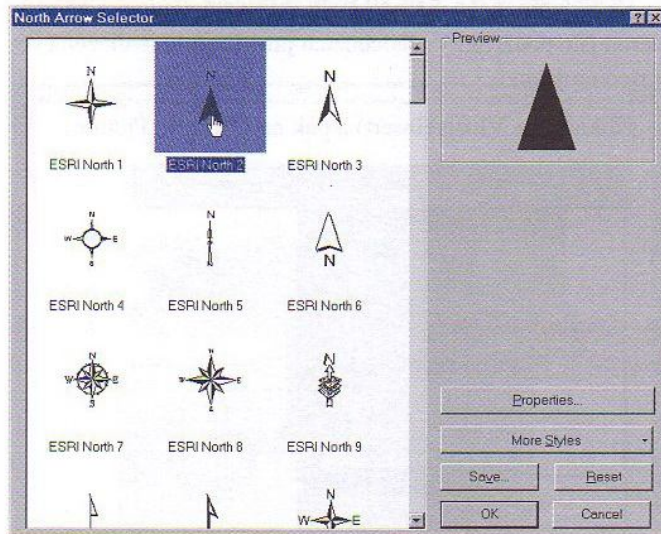 North Arrow Selector
N
N
N
ESRI North 1
ESRI North 2
ESRI North 3
N
W E
S
N
N
ESRI North 4
ESRI North 5
ESRI North 6
N
W E
S
N
W E
S
N
ESRI North 7
ESRI North 8
ESRI North 9
N
W E
Preview
Properties...
More Styles
Save...
Reset
OK
Cancel